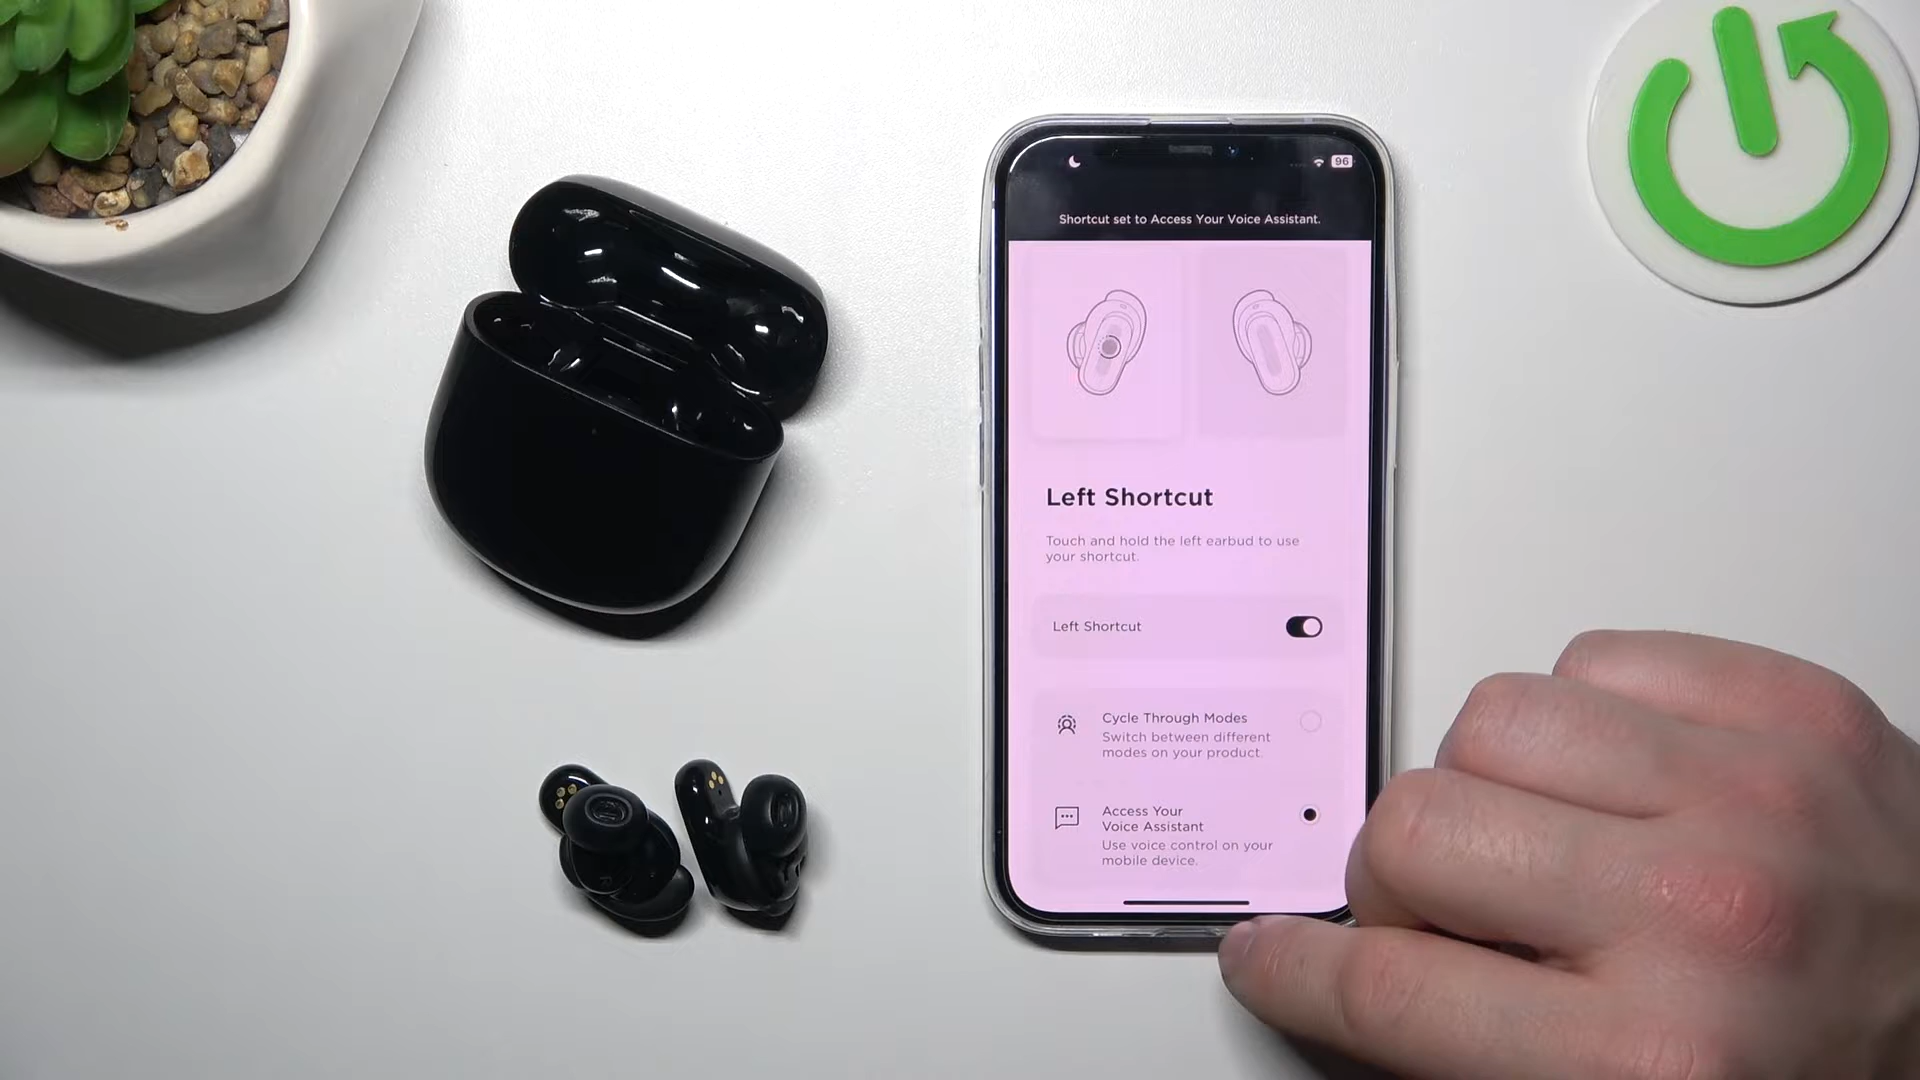 96
Shortcut set to Access Your Voice Assistant.
Left Shortcut
Touch and hold the left earbud to use
your shortcut.
Left Shortcut
Cycle Through Modes
Switch between different
modes on your product.
Access Your
Voice Assistant
Use voice control on your
mobile device.